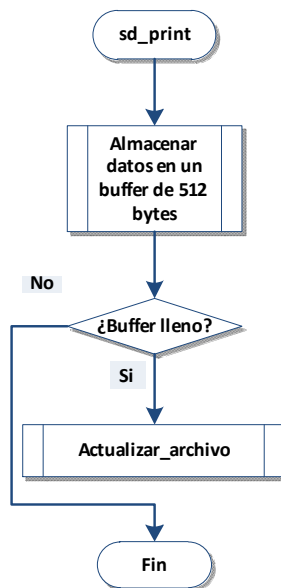 sd_print
Almacenar
datos en un
buffer de 512
bytes
No
¿Buffer lleno?
Si
Actualizar_archivo
Fin